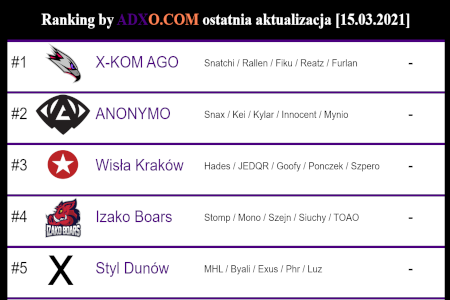 Ranking by ADXO.COM ostatnia aktualizacja [15.03.2021]
#1 X-KOM AGO Snatchi / Rallen / Fiku / Reatz / Furlan -
#2 ANONYMO Snax / Kei / Kylar / Innocent / Mynio -
#3 Wisła Kraków Hades / JEDQR / Goofy / Ponczek / Szpero -
#4 IZAKO BOARS Izako Boars Stomp / Mono / Szejn / Siuchy / TOAO -
#5 X Styl Dunów MHL / Byali / Exus / Phr / Luz -